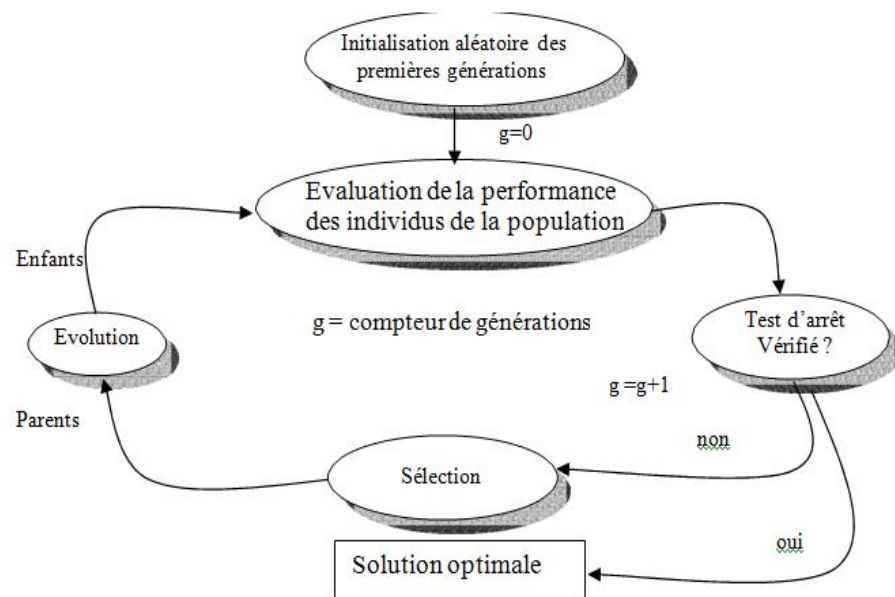 Initialisation aléatoire des
premières générations
g=0
Evaluation de la performance
des individus de la population
Enfants
g = compteur de générations
Test d'arrêt
Vérifié ?
Evolution
g =g+1
Parents
non
Sélection
oui
Solution optimale